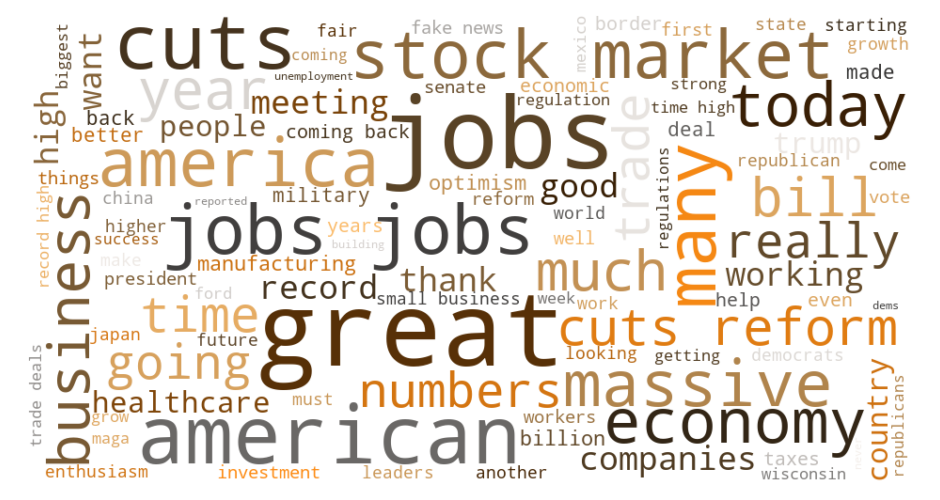 biggest
want
cuts
fair
coming
unemployment
fake news
stock market
mexico
border
first
state
starting
growth
made
year
meeting
senate
economic
regulation
strong
time high
today
high
back
better
people
coming back
jobs
trade
deal
trump
things
america
military
optimism
reform
good
regulations
many
republican
come
record high
china
reported
higher
success
jobs jobs
years
building
world
well
bill
vote
really
make
president
manufacturing
ford
record
thank
small business
much
week
work
working
help
even
dems
business
japan
time
future
great
cuts reform
looking
getting
democrats
trade deals
going
numbers
massive
country
republicans
healthcare
must
grow
maga
american
workers
billion
economy
enthusiasm
investment
leaders
another
companies
taxes
wisconsin
never